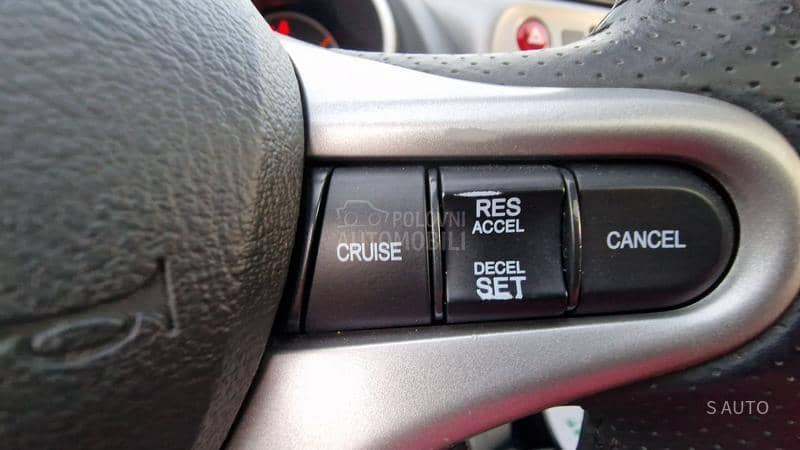 CRUISE
RES
ACCEL
DECEL
SET
CANCEL
POLOVNI
AUTOMOBILI
S AUTO